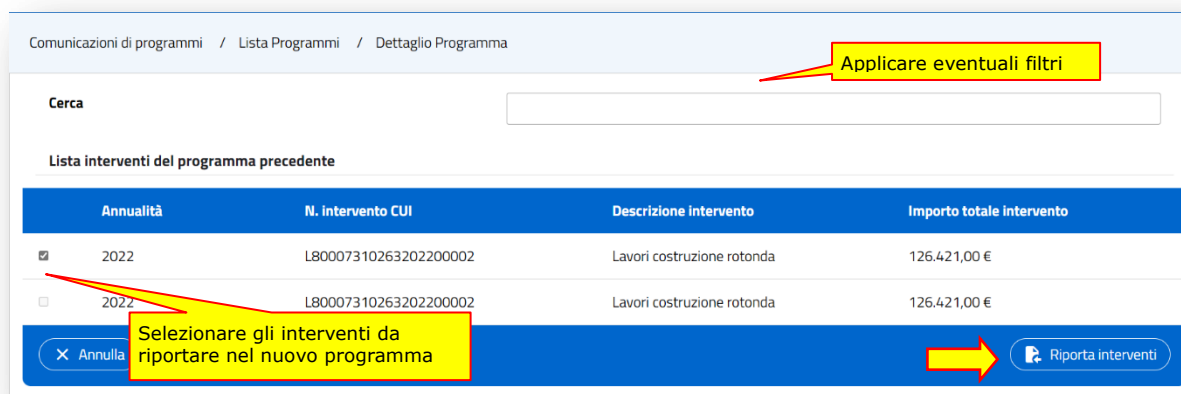 Comunicazioni di programmi / Lista Programmi / Dettaglio Programma
Applicare eventuali filtri
Cerca
Lista interventi del programma precedente
Annualità N. intervento CUI Descrizione intervento Importo totale intervento
2022 L80007310263202200002 Lavori costruzione rotonda 126.421,00 €
2022 L80007310263202200002 Lavori costruzione rotonda 126.421,00 €
Selezionare gli interventi da
riportare nel nuovo programma
Annulla
Riporta interventi